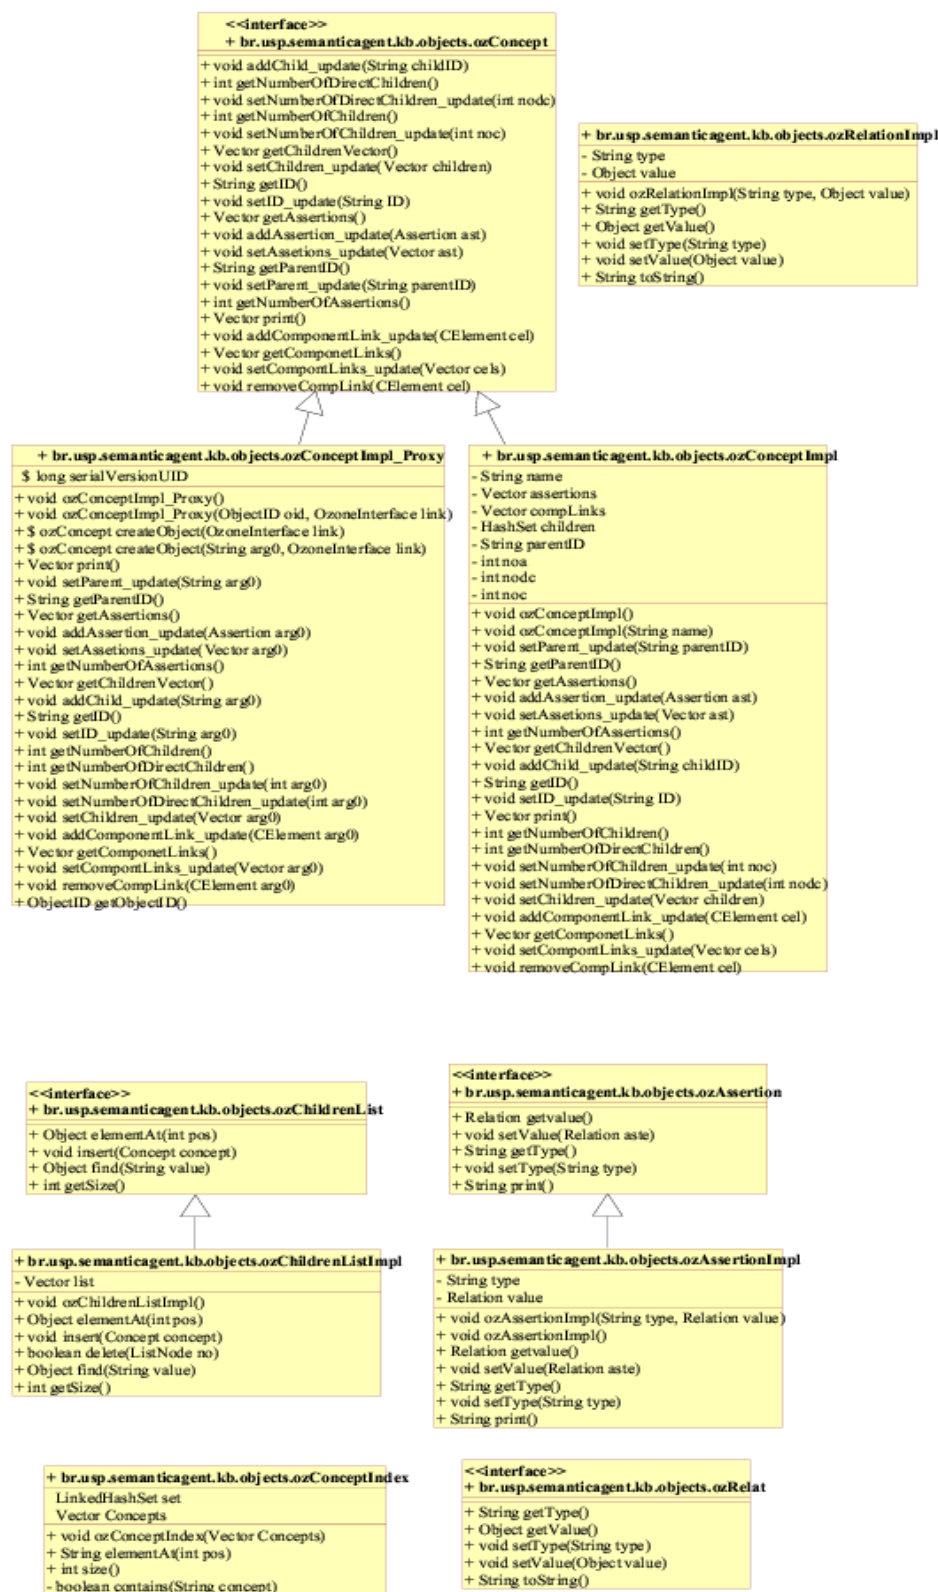 <<interface>>
+ br.usp.semanticagent.kb.objects.ozConcept
+ void addChild_update(String childID)
+ int getNumberOfDirectChildren()
+ void setNumberOfDirectChildren_update(int nodc)
+ int getNumberOfChildren()
+ void setNumberOfChildren_update(int noc)
+ Vector getChildrenVector()
+ void setChildren_update(Vector children)
+ String getID()
+ void setID_update(String ID)
+ Vector getAssertions()
+ void addAssertion_update(Assertion ast)
+ void setAssetions_update(Vector ast)
+ String getParentID()
+ void setParent_update(String parentID)
+ int getNumberOfAssertions()
+ Vector print()
+ void addComponentLink_update(CElement cel)
+ Vector getComponetLinks()
+ void setCompontLinks_update(Vector cels)
+ void removeCompLink(CElement cel)
+ br.usp.semanticagent.kb.objects.ozRelationImpl
- String type
- Object value
+ void ozRelationImpl(String type, Object value)
+ String getType()
+ Object getValue()
+ void setType(String type)
+ void setValue(Object value)
+ String toString()
+ br.usp.semanticagent.kb.objects.ozConceptImpl_Proxy
$ long serialVersionUID
+ void ozConceptImpl_Proxy()
+ void ozConceptImpl_Proxy(ObjectID oid, OzoneInterface link)
+ $ ozConcept createObject(OzoneInterface link)
+ $ ozConcept createObject(String arg0, OzoneInterface link)
+ Vector print()
+ void setParent_update(String arg0)
+ String getParentID()
+ Vector getAssertions()
+ void addAssertion_update(Assertion arg0)
+ void setAssetions_update(Vector arg0)
+ int getNumberOfAssertions()
+ Vector getChildrenVector()
+ void addChild_update(String arg0)
+ String getID()
+ void setID_update(String arg0)
+ int getNumberOfChildren()
+ int getNumberOfDirectChildren()
+ void setNumberOfChildren_update(int arg0)
+ void setNumberOfDirectChildren_update(int arg0)
+ void setChildren_update(Vector arg0)
+ void addComponentLink_update(CElement arg0)
+ Vector getComponetLinks()
+ void setCompontLinks_update(Vector arg0)
+ void removeCompLink(CElement arg0)
+ ObjectID getObjectID()
+ br.usp.semanticagent.kb.objects.ozConceptImpl
- String name
- Vector assertions
- Vector compLinks
- HashSet children
- String parentID
- int noa
- int nodc
- int noc
+ void ozConceptImpl()
+ void ozConceptImpl(String name)
+ void setParent_update(String parentID)
+ String getParentID()
+ Vector getAssertions()
+ void addAssertion_update(Assertion ast)
+ void setAssetions_update(Vector ast)
+ int getNumberOfAssertions()
+ Vector getChildrenVector()
+ void addChild_update(String childID)
+ String getID()
+ void setID_update(String ID)
+ Vector print()
+ int getNumberOfChildren()
+ int getNumberOfDirectChildren()
+ void setNumberOfChildren_update(int noc)
+ void setNumberOfDirectChildren_update(int nodc)
+ void setChildren_update(Vector children)
+ void addComponentLink_update(CElement cel)
+ Vector getComponetLinks()
+ void setCompontLinks_update(Vector cels)
+ void removeCompLink(CElement cel)
<<interface>>
+ br.usp.semanticagent.kb.objects.ozChildrenList
+ Object elementAt(int pos)
+ void insert(Concept concept)
+ Object find(String value)
+ int getSize()
<<interface>>
+ br.usp.semanticagent.kb.objects.ozAssertion
+ Relation getvalue()
+ void setValue(Relation aste)
+ String getType()
+ void setType(String type)
+ String print()
+ br.usp.semanticagent.kb.objects.ozChildrenListImpl
- Vector list
+ void ozChildrenListImpl()
+ Object elementAt(int pos)
+ void insert(Concept concept)
+ boolean delete(ListNode no)
+ Object find(String value)
+ int getSize()
+ br.usp.semanticagent.kb.objects.ozAssertionImpl
- String type
- Relation value
+ void ozAssertionImpl(String type, Relation value)
+ void ozAssertionImpl()
+ Relation getvalue()
+ void setValue(Relation aste)
+ String getType()
+ void setType(String type)
+ String print()
+ br.usp.semanticagent.kb.objects.ozConceptIndex
LinkedHashSet set
Vector Concepts
+ void ozConceptIndex(Vector Concepts)
+ String elementAt(int pos)
+ int size()
- boolean contains(String concept)
<<interface>>
+ br.usp.semanticagent.kb.objects.ozRelat
+ String getType()
+ Object getValue()
+ void setType(String type)
+ void setValue(Object value)
+ String toString()